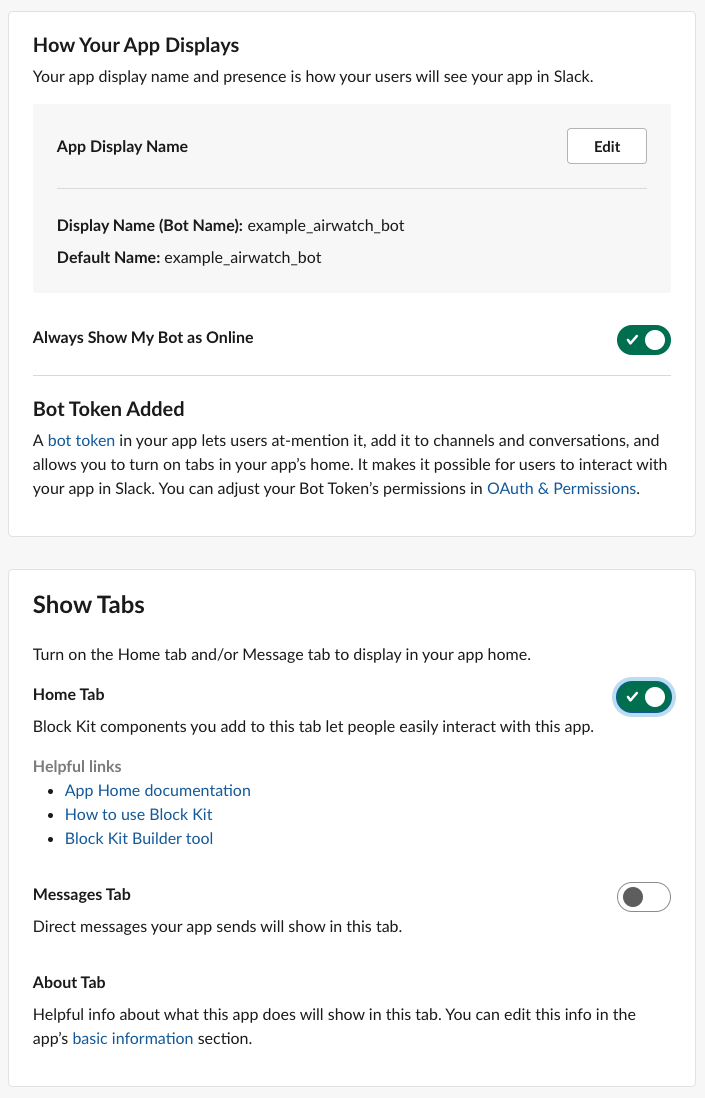 How Your App Displays
Your app display name and presence is how your users will see your app in Slack.
App Display Name
Edit
Display Name (Bot Name): example_airwatch_bot
Default Name: example_airwatch_bot
Always Show My Bot as Online
Bot Token Added
A bot token in your app lets users at-mention it, add it to channels and conversations, and
allows you to turn on tabs in your app’s home. It makes it possible for users to interact with
your app in Slack. You can adjust your Bot Token’s permissions in OAuth & Permissions.
Show Tabs
Turn on the Home tab and/or Message tab to display in your app home.
Home Tab
Block Kit components you add to this tab let people easily interact with this app.
Helpful links
• App Home documentation
• How to use Block Kit
• Block Kit Builder tool
Messages Tab
Direct messages your app sends will show in this tab.
About Tab
Helpful info about what this app does will show in this tab. You can edit this info in the
app’s basic information section.